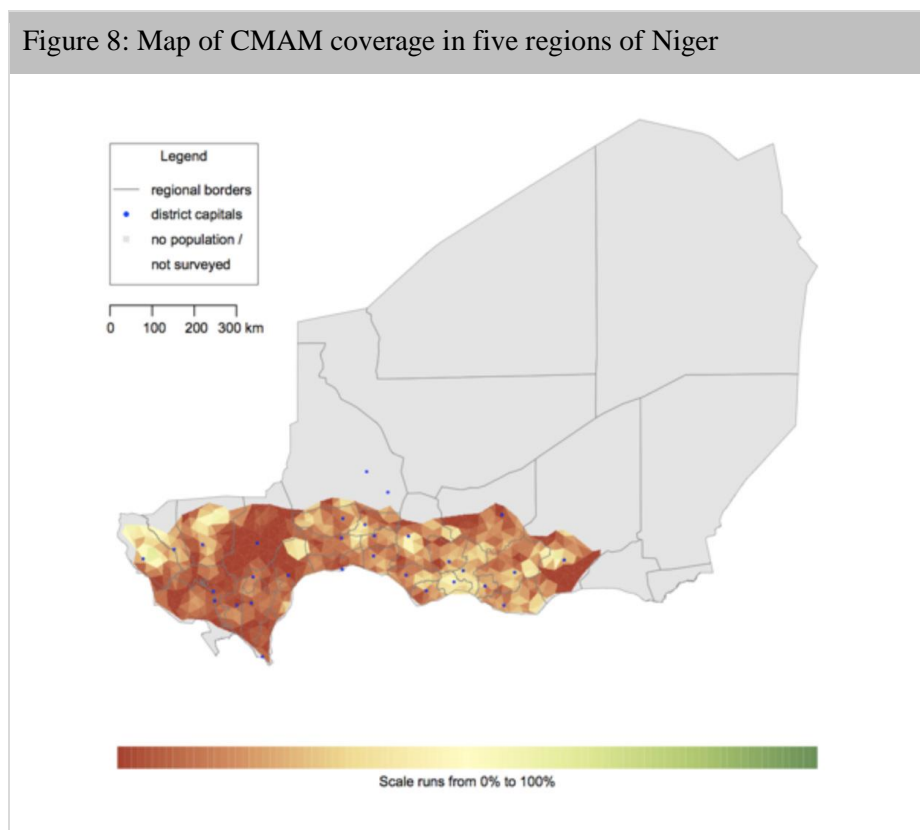 Figure 8: Map of CMAM coverage in five regions of Niger
Legend
regional borders
district capitals
no population /
not surveyed
0 100 200 300 km
Scale runs from 0% to 100%